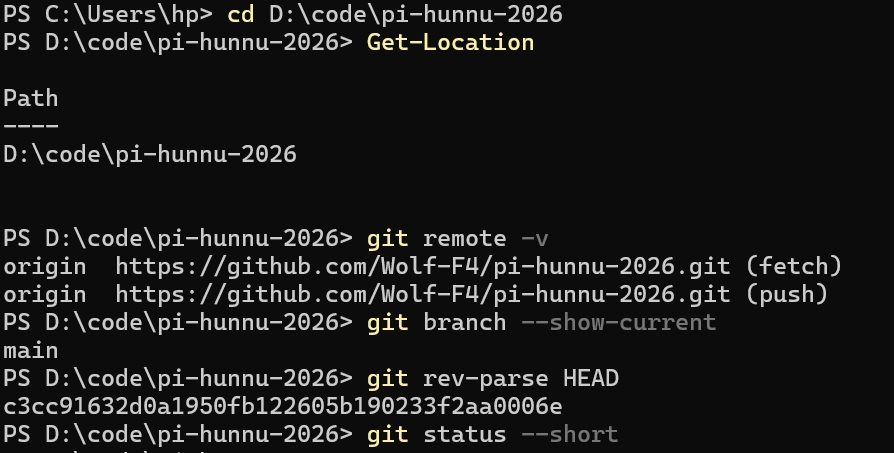 PS C:\Users\hp> cd D:\code\pi-hunnu-2026
PS D:\code\pi-hunnu-2026> Get-Location
Path
----
D:\code\pi-hunnu-2026
PS D:\code\pi-hunnu-2026> git remote -v
origin  https://github.com/Wolf-F4/pi-hunnu-2026.git (fetch)
origin  https://github.com/Wolf-F4/pi-hunnu-2026.git (push)
PS D:\code\pi-hunnu-2026> git branch --show-current
main
PS D:\code\pi-hunnu-2026> git rev-parse HEAD
c3cc91632d0a1950fb122605b190233f2aa0006e
PS D:\code\pi-hunnu-2026> git status --short